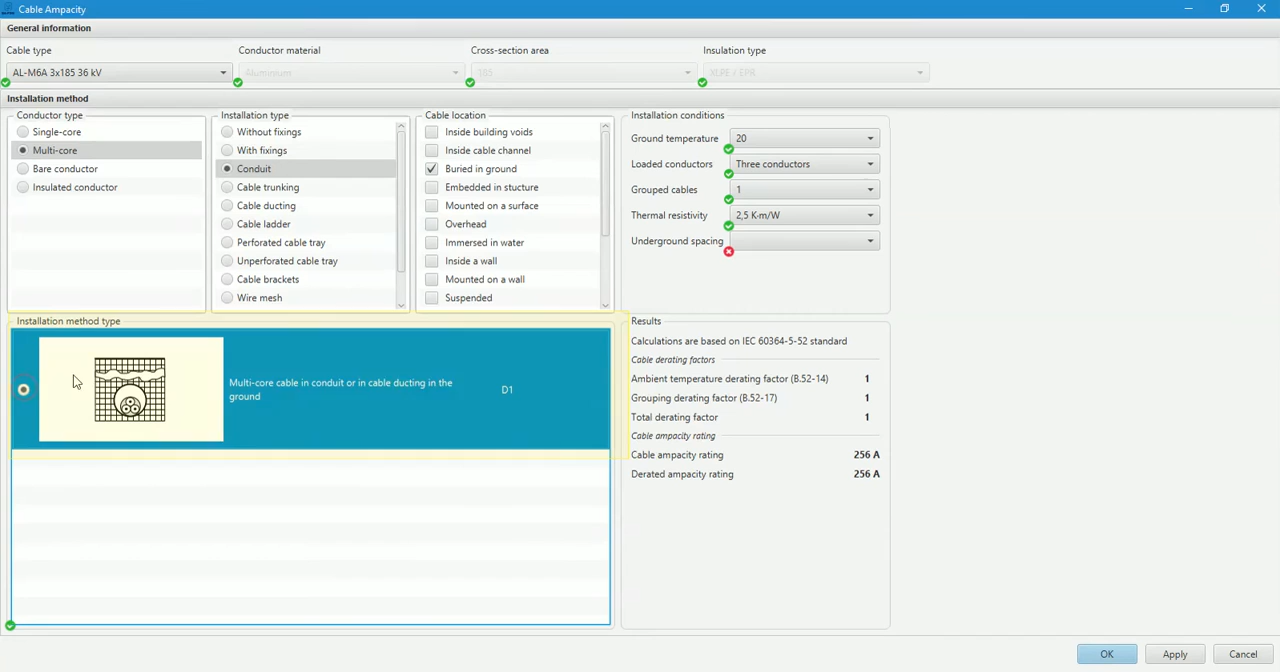 Cable Ampacity
General information
Cable type
Conductor material
Cross-section area
Insulation type
AL-M6A 3x185 36 kV
Aluminium
185
XLPE / EPR
Installation method
Conductor type
Single-core
Multi-core
Bare conductor
Insulated conductor
Installation type
Without fixings
With fixings
Conduit
Cable trunking
Cable ducting
Cable ladder
Perforated cable tray
Unperforated cable tray
Cable brackets
Wire mesh
Cable location
Inside building voids
Inside cable channel
Buried in ground
Embedded in stucture
Mounted on a surface
Overhead
Immersed in water
Inside a wall
Mounted on a wall
Suspended
Installation conditions
Ground temperature 20
Loaded conductors Three conductors
Grouped cables 1
Thermal resistivity 2,5 K·m/W
Underground spacing
Installation method type
Multi-core cable in conduit or in cable ducting in the
ground
D1
Results
Calculations are based on IEC 60364-5-52 standard
Cable derating factors
Ambient temperature derating factor (B.52-14) 1
Grouping derating factor (B.52-17) 1
Total derating factor 1
Cable ampacity rating
Cable ampacity rating 256 A
Derated ampacity rating 256 A
OK
Apply
Cancel